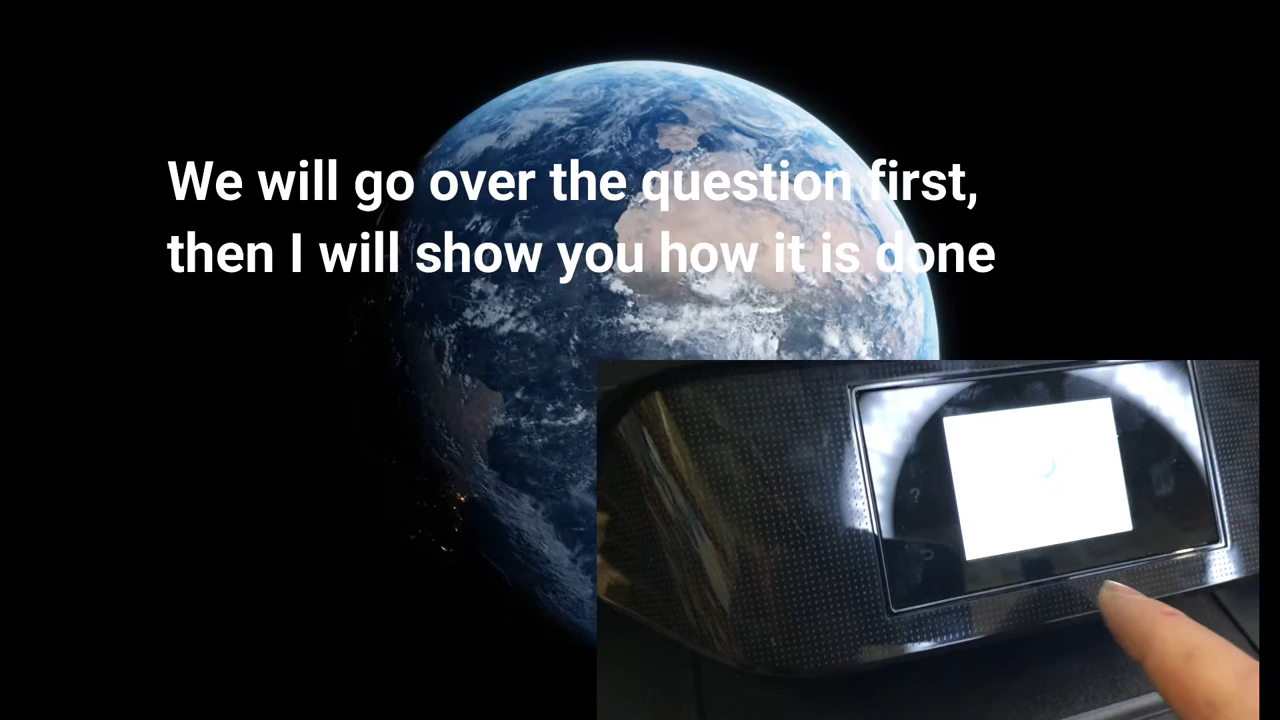 We will go over the question first,
then I will show you how it is done
?